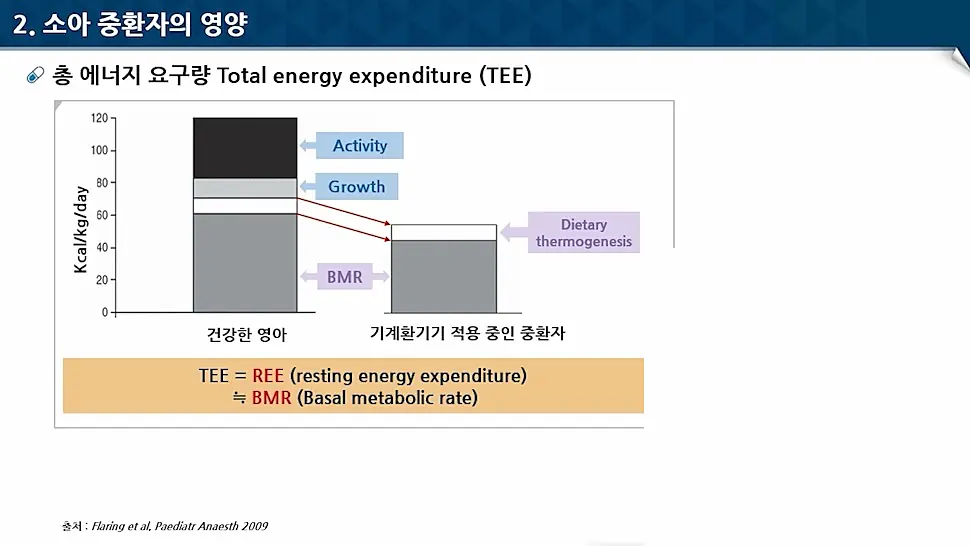 2. 소아 중환자의 영양
총 에너지 요구량 Total energy expenditure (TEE)
Kcal/kg/day
120
100
80
60
40
20
0
Activity
Growth
Dietary
thermogenesis
BMR
건강한 영아
기계환기기 적용 중인 중환자
TEE = REE (resting energy expenditure)
≒ BMR (Basal metabolic rate)
출처 : Flaring et al, Paediatr Anaesth 2009